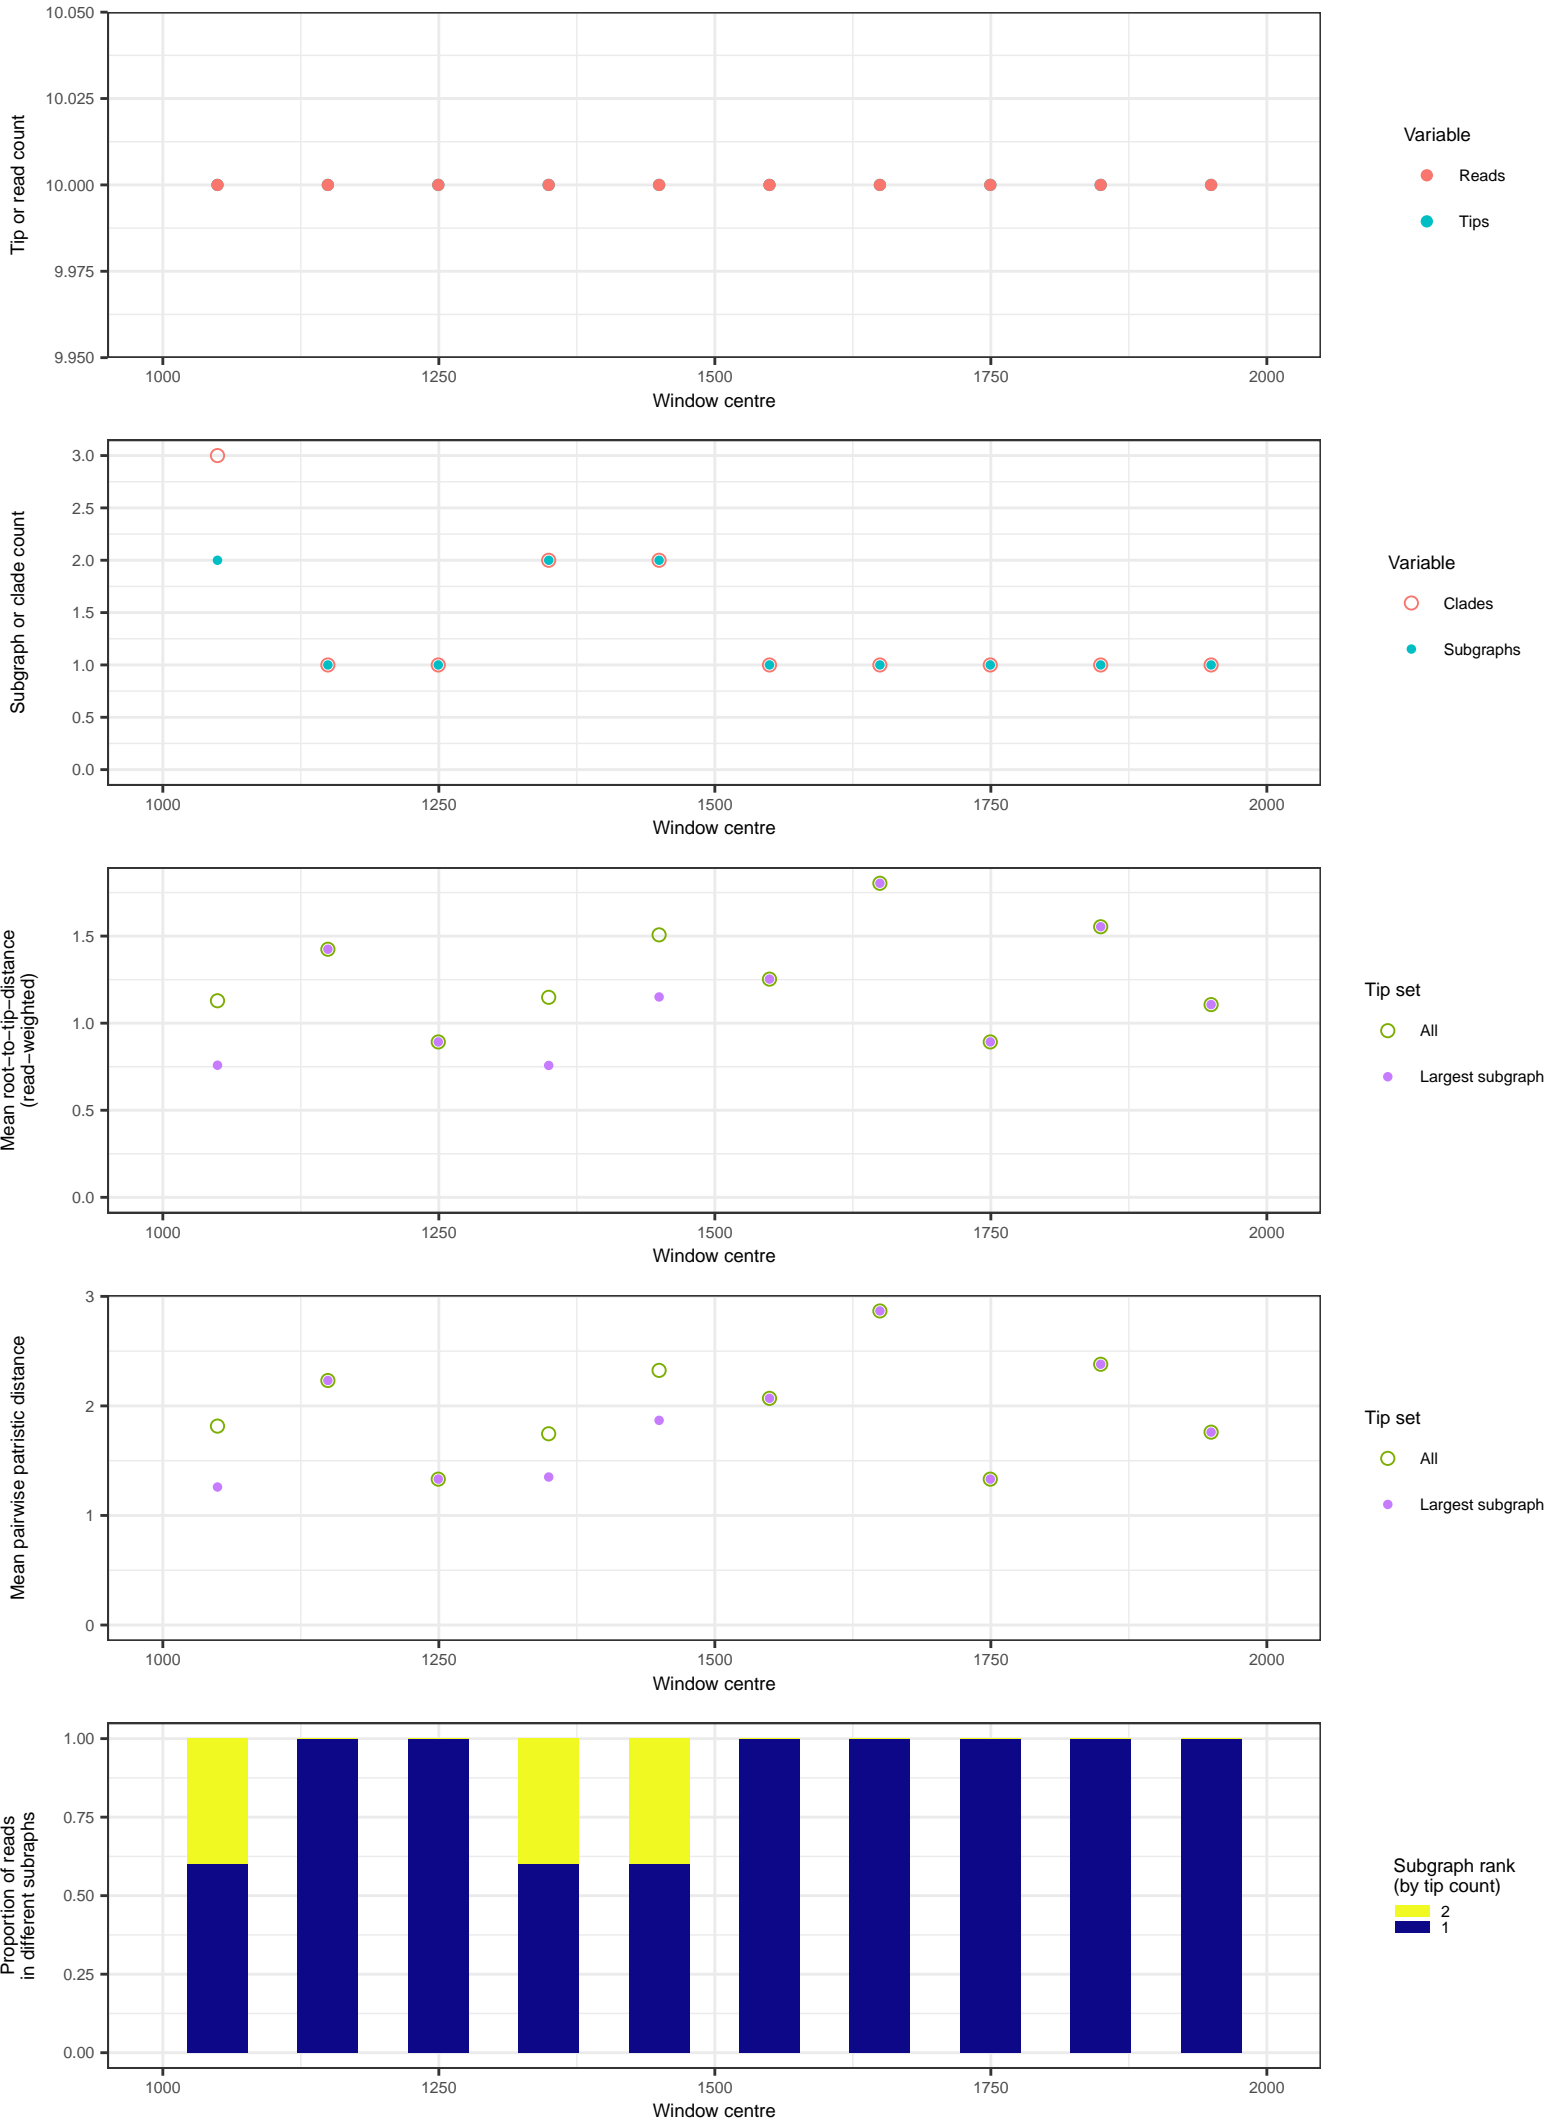 10.050
10.025
10.000
9.975
9.950
Tip or read count
1000 1250 1500 1750 2000
Window centre
Variable
Reads
Tips
3.0
2.5
2.0
1.5
1.0
0.5
0.0
Subgraph or clade count
1000 1250 1500 1750 2000
Window centre
Variable
Clades
Subgraphs
1.5
1.0
0.5
0.0
Mean root−to−tip−distance
(read−weighted)
1000 1250 1500 1750 2000
Window centre
Tip set
All
Largest subgraph
3
2
1
0
Mean pairwise patristic distance
1000 1250 1500 1750 2000
Window centre
Tip set
All
Largest subgraph
1.00
0.75
0.50
0.25
0.00
Proportion of reads
in different subraphs
1000 1250 1500 1750 2000
Window centre
Subgraph rank
(by tip count)
2
1